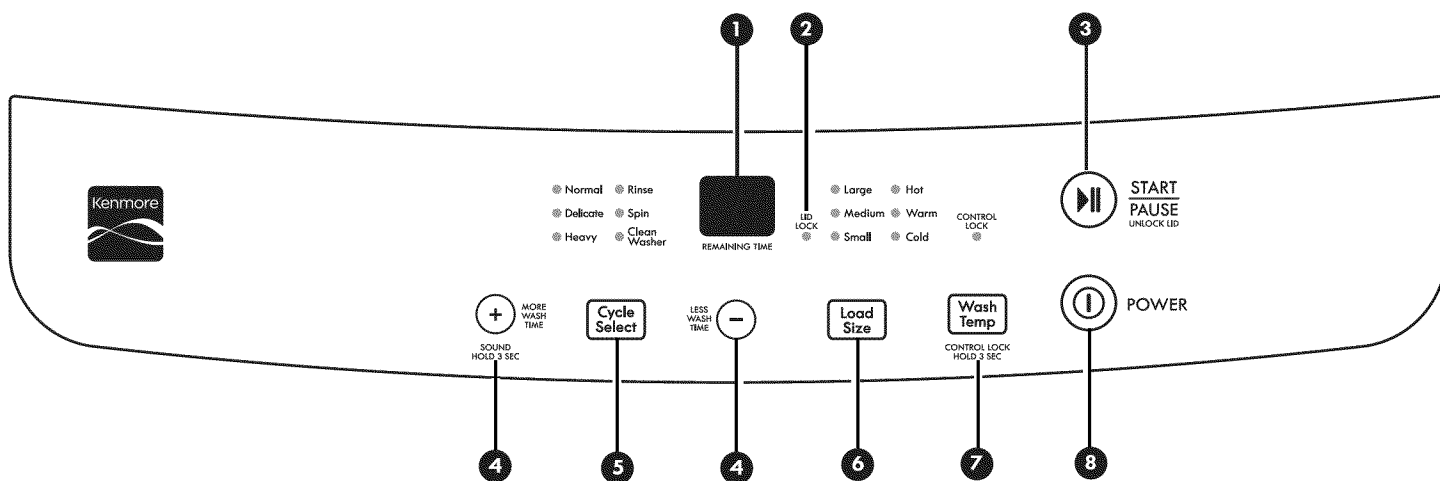 1 2 3
Kenmore
Normal Rinse
Delicate Spin
Heavy Clean Washer
REMAINING TIME
LID
LOCK
Large Hot
Medium Warm
Small Cold
CONTROL
LOCK
START
PAUSE
UNLOCK LID
+
MORE
WASH
TIME
SOUND
HOLD 3 SEC
Cycle
Select
LESS
WASH
TIME
−
Load
Size
Wash
Temp
CONTROL LOCK
HOLD 3 SEC
POWER
4 5 4 6 7 8